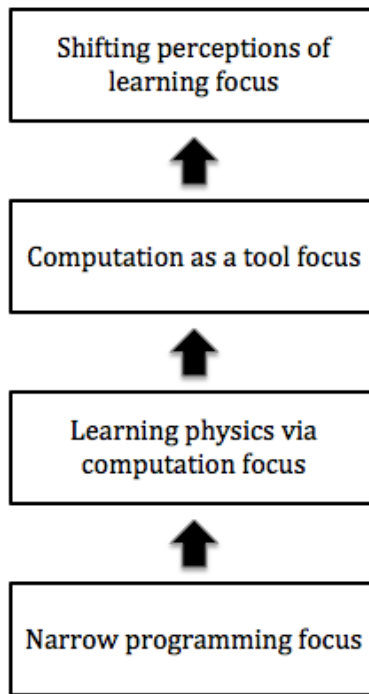 Shifting perceptions of
learning focus
Computation as a tool focus
Learning physics via
computation focus
Narrow programming focus